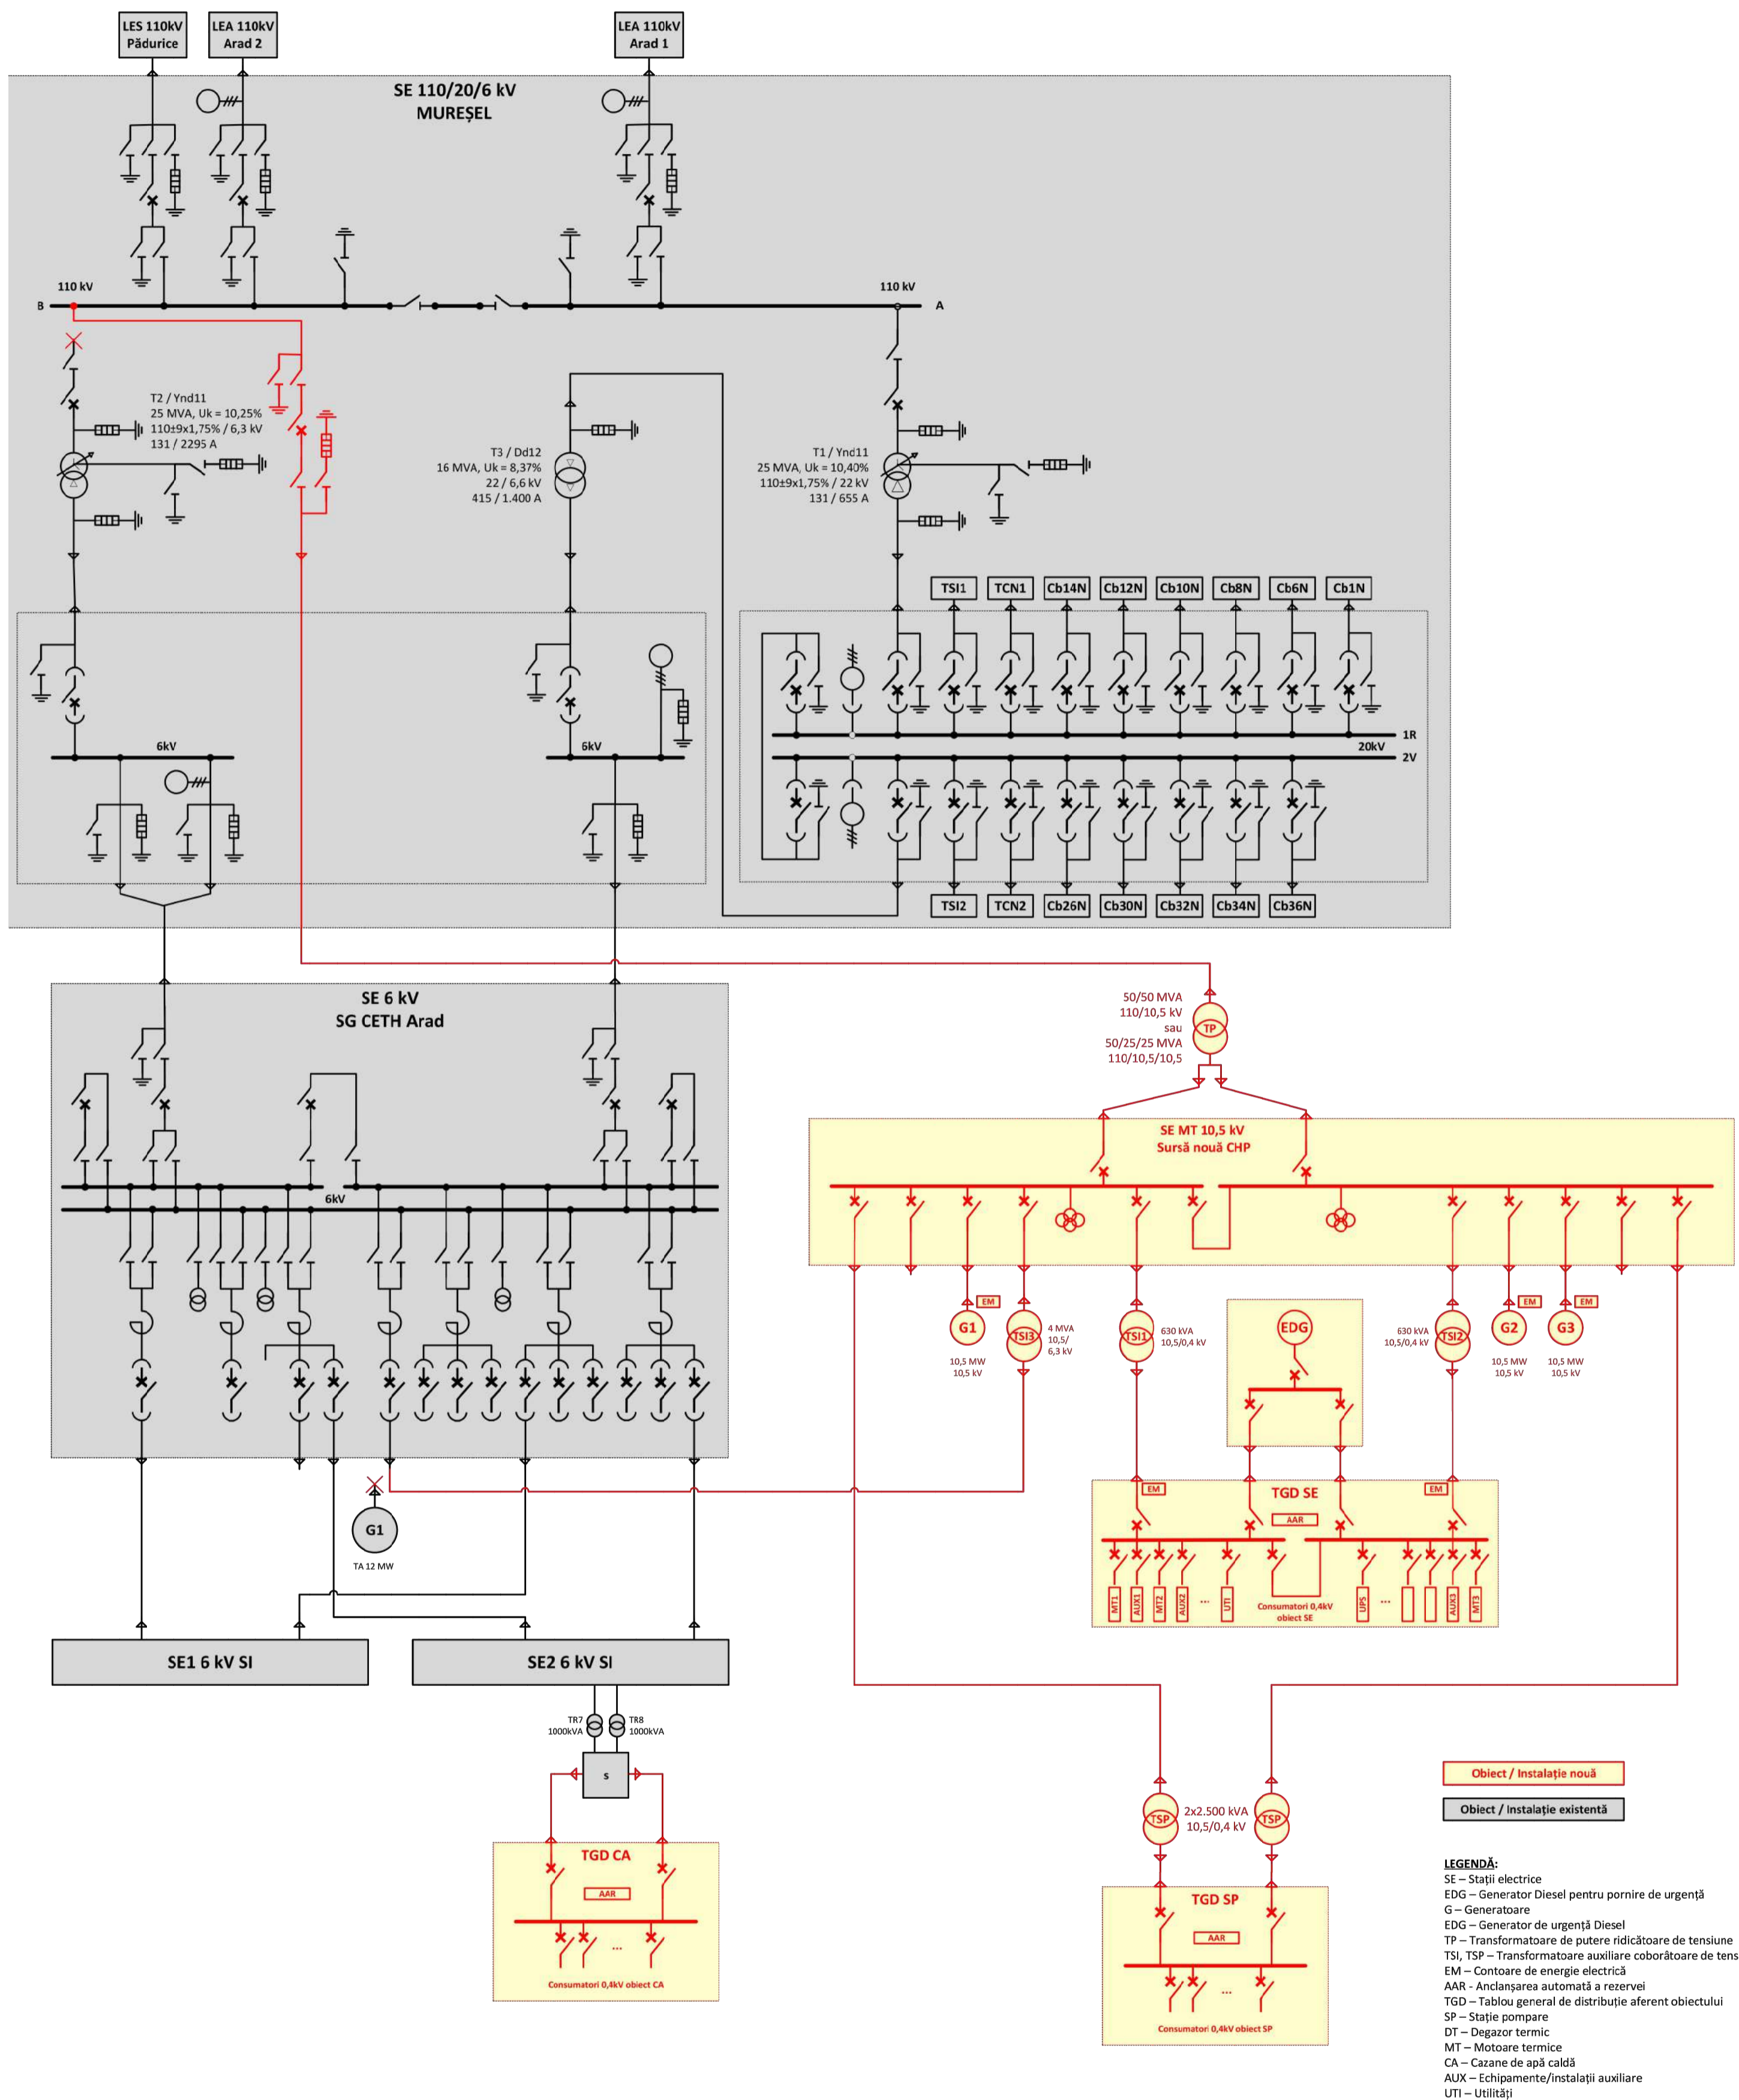 LES 110kV
Pădurice
LEA 110kV
Arad 2
LEA 110kV
Arad 1
SE 110/20/6 kV
MUREȘEL
110 kV
B
110 kV
A
T2 / Ynd11
25 MVA, Uk = 10,25%
110±9x1,75% / 6,3 kV
131 / 2295 A
T3 / Dd12
16 MVA, Uk = 8,37%
22 / 6,6 kV
415 / 1.400 A
T1 / Ynd11
25 MVA, Uk = 10,40%
110±9x1,75% / 22 kV
131 / 655 A
TSI1
TCN1
Cb14N
Cb12N
Cb10N
Cb8N
Cb6N
Cb1N
6kV
6kV
1R
20kV
2V
TSI2
TCN2
Cb26N
Cb30N
Cb32N
Cb34N
Cb36N
SE 6 kV
SG CETH Arad
6kV
50/50 MVA
110/10,5 kV
sau
50/25/25 MVA
110/10,5/10,5
TP
SE MT 10,5 kV
Sursă nouă CHP
EM
G1
10,5 MW
10,5 kV
TSI3
4 MVA
10,5/
6,3 kV
TSI1
630 kVA
10,5/0,4 kV
EDG
630 kVA
10,5/0,4 kV
TSI2
EM
G2
10,5 MW
10,5 kV
EM
G3
10,5 MW
10,5 kV
G1
TA 12 MW
EM
TGD SE
EM
AAR
MT1
AUX1
MT2
AUX2
...
UTI
Consumatori 0,4kV
obiect SE
UPS
...
AUX3
MT3
SE1 6 kV SI
SE2 6 kV SI
TR7
1000kVA
TR8
1000kVA
S
TGD CA
AAR
...
Consumatori 0,4kV obiect CA
TSP
2x2.500 kVA
10,5/0,4 kV
TSP
TGD SP
AAR
...
Consumatori 0,4kV obiect SP
Obiect / Instalație nouă
Obiect / Instalație existentă
LEGENDĂ:
SE – Stații electrice
EDG – Generator Diesel pentru pornire de urgență
G – Generatoare
EDG – Generator de urgență Diesel
TP – Transformatoare de putere ridicătoare de tensiune
TSI, TSP – Transformatoare auxiliare coborâtoare de tens
EM – Contoare de energie electrică
AAR - Anclanșarea automată a rezervei
TGD – Tablou general de distribuție aferent obiectului
SP – Stație pompare
DT – Degazor termic
MT – Motoare termice
CA – Cazane de apă caldă
AUX – Echipamente/instalații auxiliare
UTI – Utilități